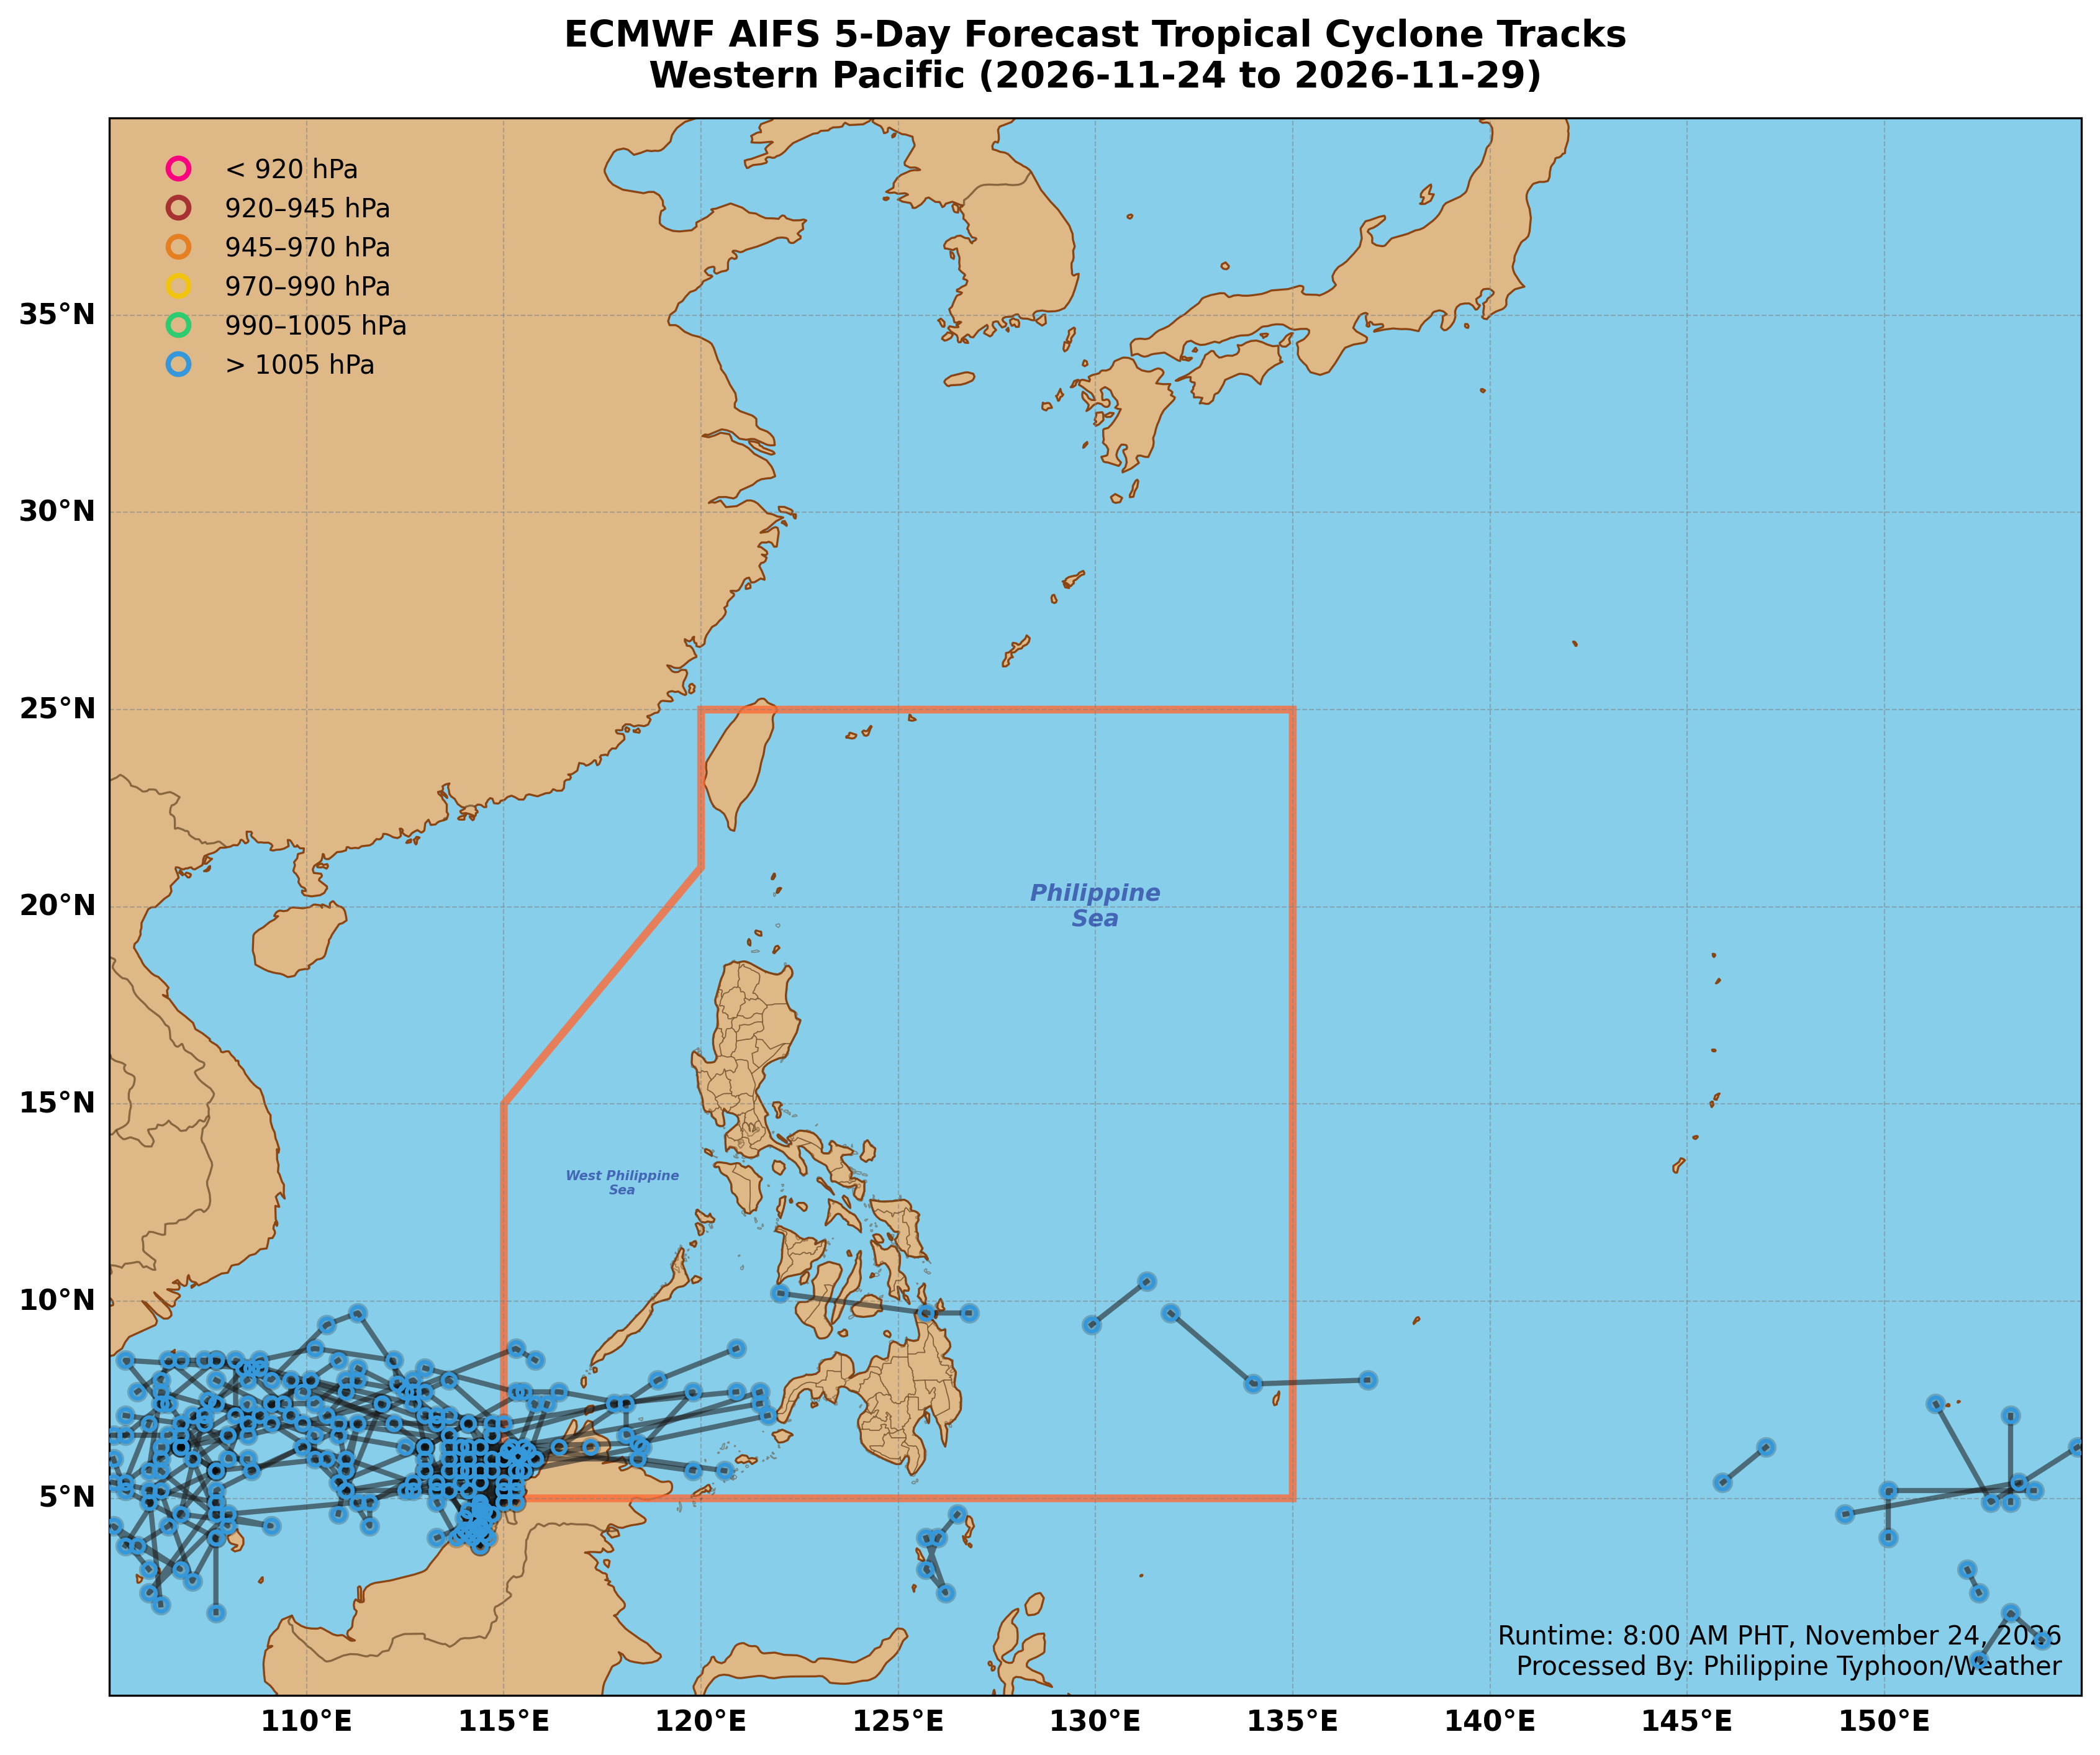 ECMWF AIFS 5-Day Forecast Tropical Cyclone Tracks
Western Pacific (2026-11-24 to 2026-11-29)
< 920 hPa
920–945 hPa
945–970 hPa
970–990 hPa
990–1005 hPa
> 1005 hPa
35°N
30°N
25°N
20°N
15°N
10°N
5°N
Philippine
Sea
West Philippine
Sea
Runtime: 8:00 AM PHT, November 24, 2026
Processed By: Philippine Typhoon/Weather
110°E
115°E
120°E
125°E
130°E
135°E
140°E
145°E
150°E